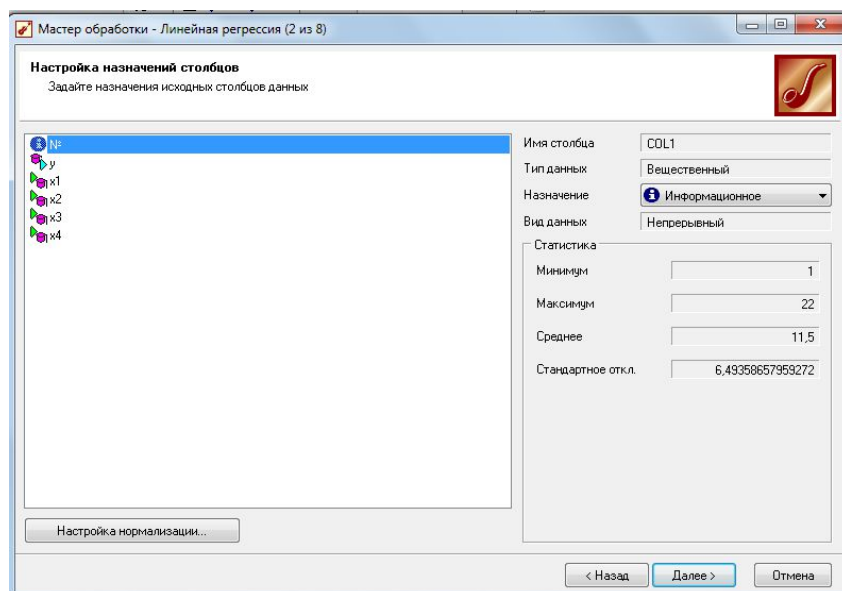 Мастер обработки - Линейная регрессия (2 из 8)
Настройка назначений столбцов
Задайте назначения исходных столбцов данных
№
y
x1
x2
x3
x4
Имя столбца COL1
Тип данных Вещественный
Назначение Информационное
Вид данных Непрерывный
Статистика
Минимум 1
Максимум 22
Среднее 11,5
Стандартное откл. 6,49358657959272
Настройка нормализации...
< Назад Далее > Отмена